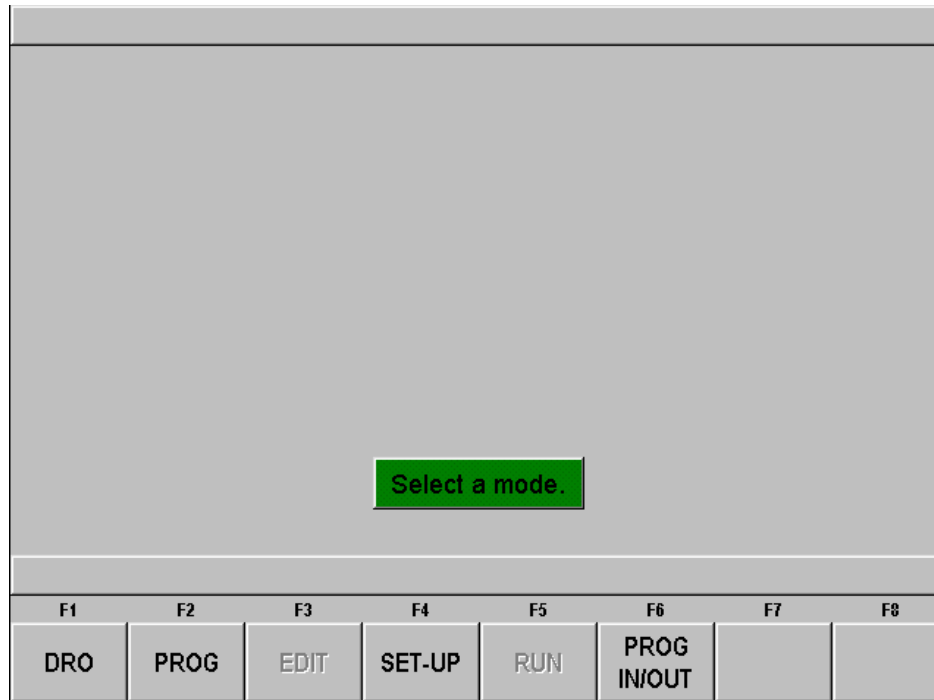 Select a mode.
F1 F2 F3 F4 F5 F6 F7 F8
DRO PROG EDIT SET-UP RUN PROG IN/OUT